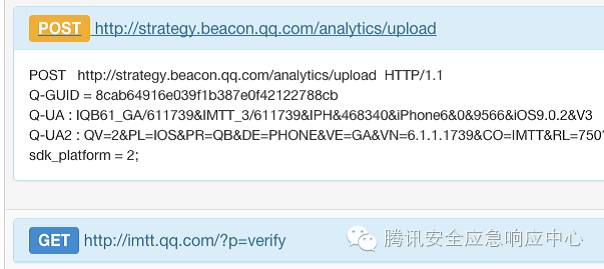 POST http://strategy.beacon.qq.com/analytics/upload
POST http://strategy.beacon.qq.com/analytics/upload HTTP/1.1
Q-GUID = 8cab64916e039f1b387e0f42122788cb
Q-UA : IQB61_GA/611739&IMTT_3/611739&IPH&468340&iPhone6&0&9566&iOS9.0.2&V3
Q-UA2 : QV=2&PL=IOS&PR=QB&DE=PHONE&VE=GA&VN=6.1.1.1739&CO=IMTT&RL=750
sdk_platform = 2;
GET http://imtt.qq.com/?p=verify
腾讯安全应急响应中心